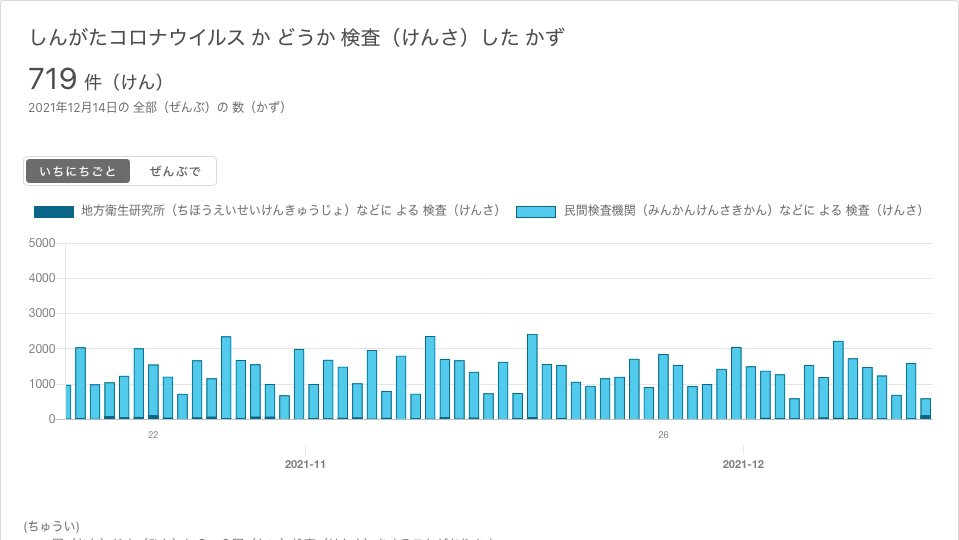 しんがたコロナウイルス か どうか 検査（けんさ）した かず
719 件（けん）
2021年12月14日の 全部（ぜんぶ）の 数（かず）
いちにちごと ぜんぶで
地方衛生研究所（ちほうえいせいけんきゅうじょ）などに よる 検査（けんさ） 民間検査機関（みんかんけんさきかん）などに よる 検査（けんさ）
5000
4000
3000
2000
1000
0
22 26
2021-11 2021-12
(ちゅうい)